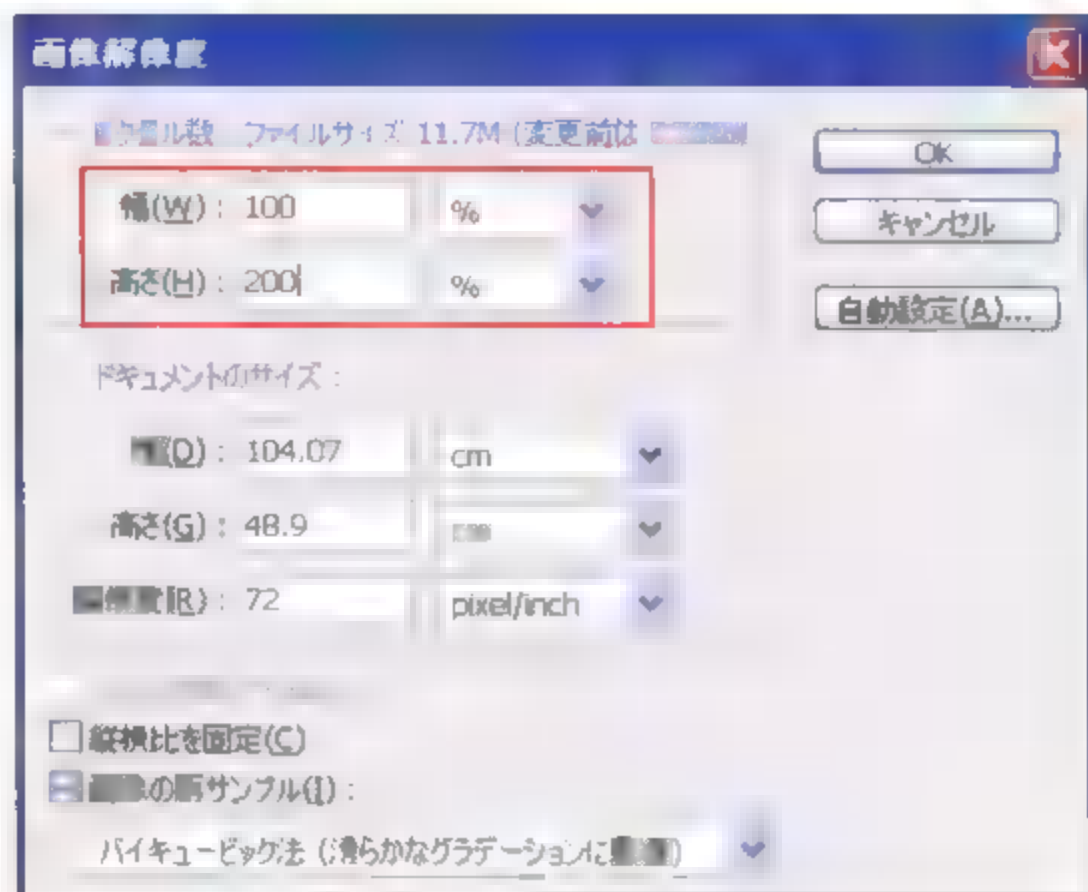 画像解像度
ファイルサイズ 11.7M (変更前は
OK
幅(W) : 100 %
キャンセル
高さ(H) : 200 %
自動設定(A)...
ドキュメントのサイズ :
(D) : 104.07 cm
高さ(G) : 48.9
(R) : 72 pixel/inch
縦横比を固定(C)
の再サンプル(I) :
バイキュービック法 (滑らかなグラデーションに